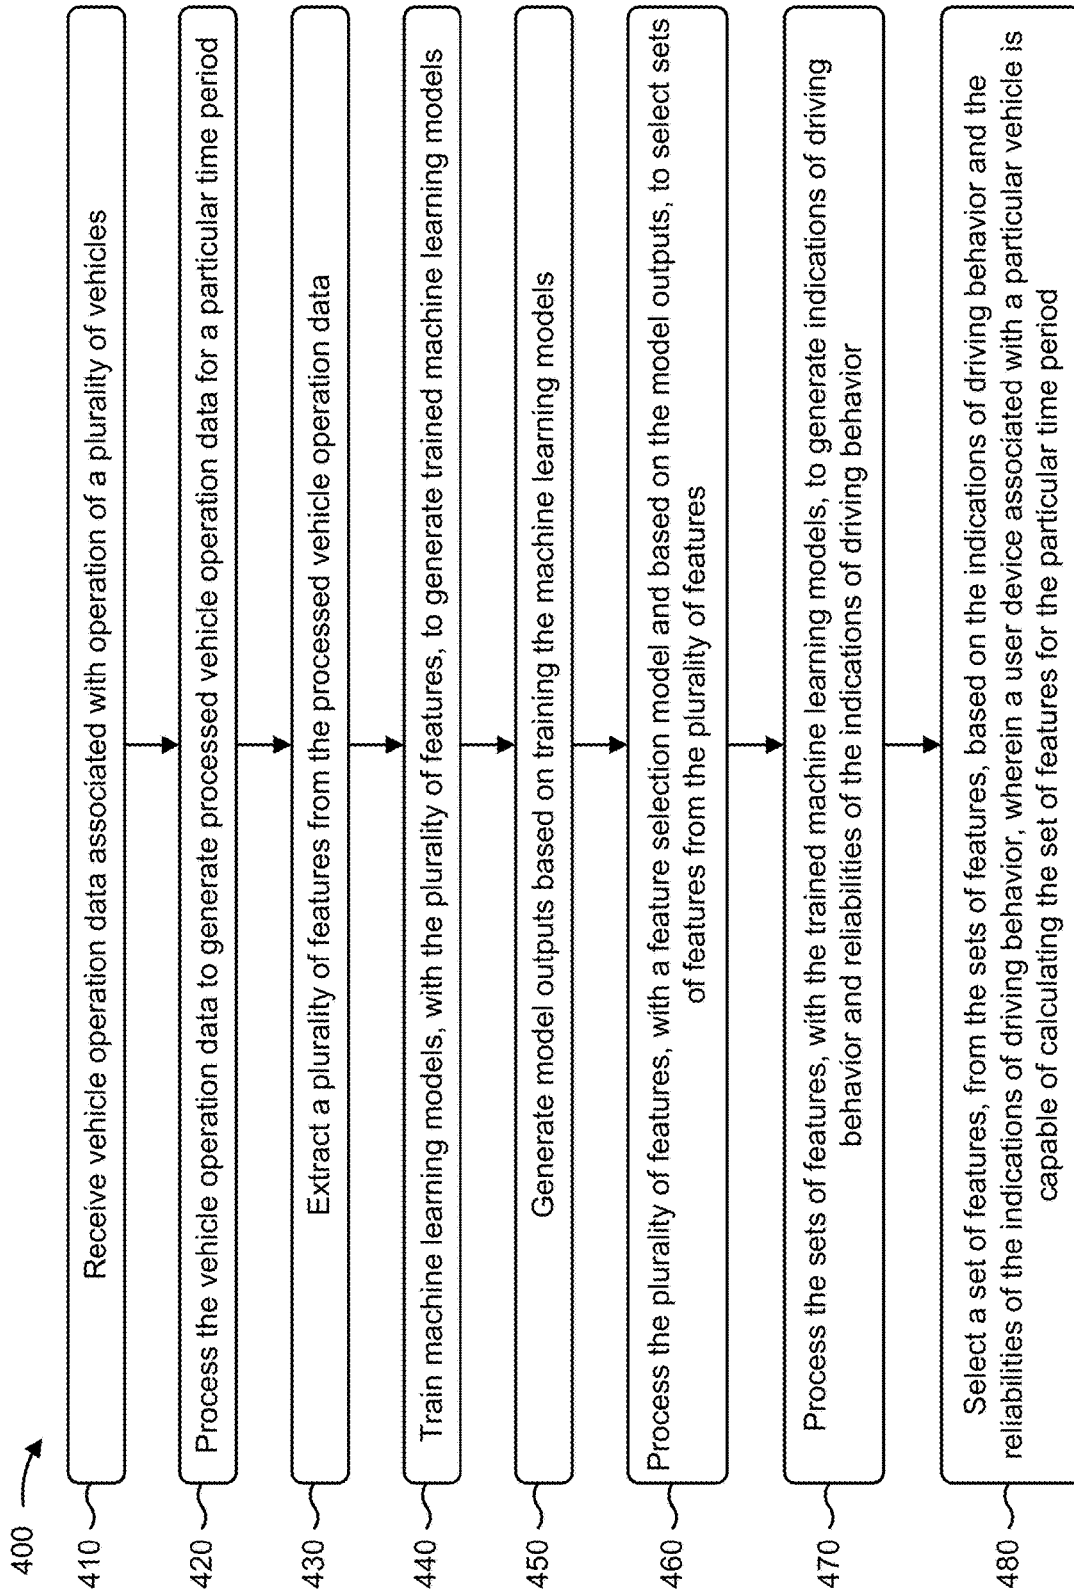 400
410
Receive vehicle operation data associated with operation of a plurality of vehicles
420
Process the vehicle operation data to generate processed vehicle operation data for a particular time period
430
Extract a plurality of features from the processed vehicle operation data
440
Train machine learning models, with the plurality of features, to generate trained machine learning models
450
Generate model outputs based on training the machine learning models
460
Process the plurality of features, with a feature selection model and based on the model outputs, to select sets
of features from the plurality of features
470
Process the sets of features, with the trained machine learning models, to generate indications of driving
behavior and reliabilities of the indications of driving behavior
480
Select a set of features, from the sets of features, based on the indications of driving behavior and the
reliabilities of the indications of driving behavior, wherein a user device associated with a particular vehicle is
capable of calculating the set of features for the particular time period